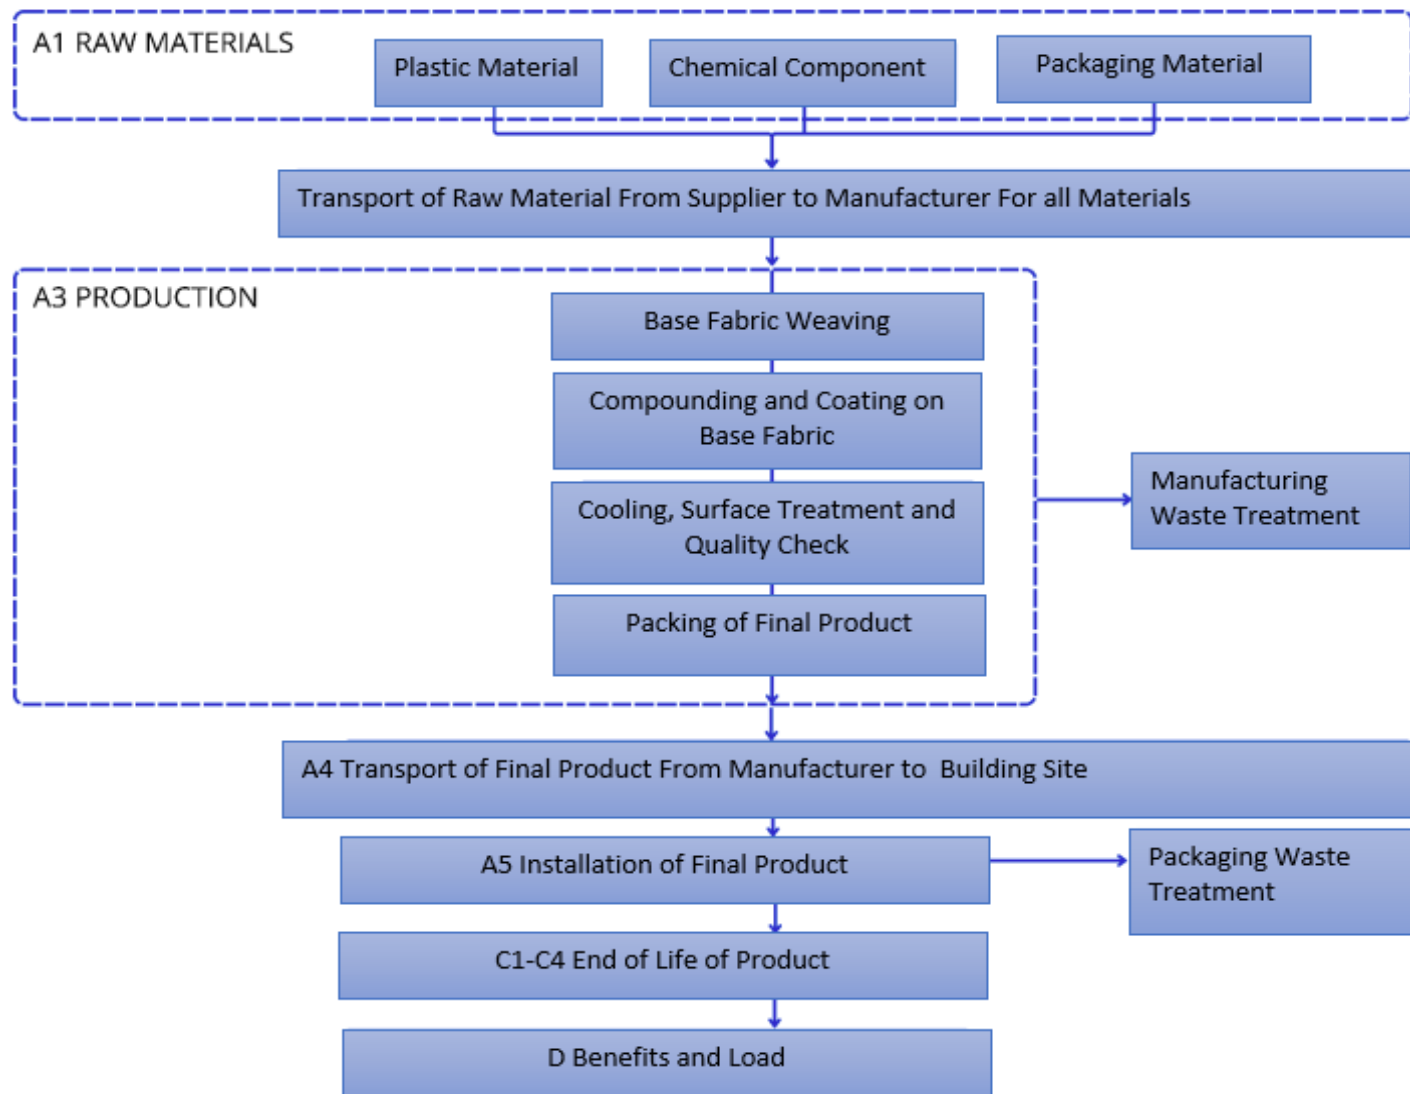 A1 RAW MATERIALS
Plastic Material
Chemical Component
Packaging Material
Transport of Raw Material From Supplier to Manufacturer For all Materials
A3 PRODUCTION
Base Fabric Weaving
Compounding and Coating on
Base Fabric
Cooling, Surface Treatment and
Quality Check
Manufacturing
Waste Treatment
Packing of Final Product
A4 Transport of Final Product From Manufacturer to  Building Site
A5 Installation of Final Product
Packaging Waste
Treatment
C1-C4 End of Life of Product
D Benefits and Load